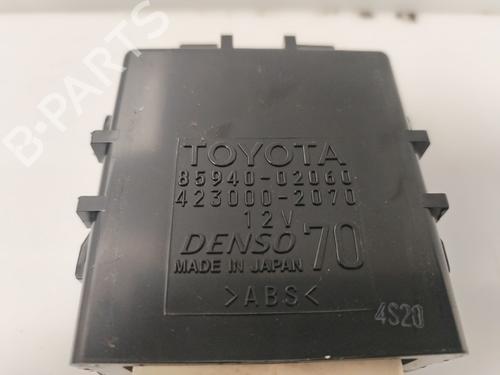 B-PARTS
TOYOTA
85940-02060
423000-2070
12V
DENSO 70
MADE IN JAPAN
>ABS<
4S20